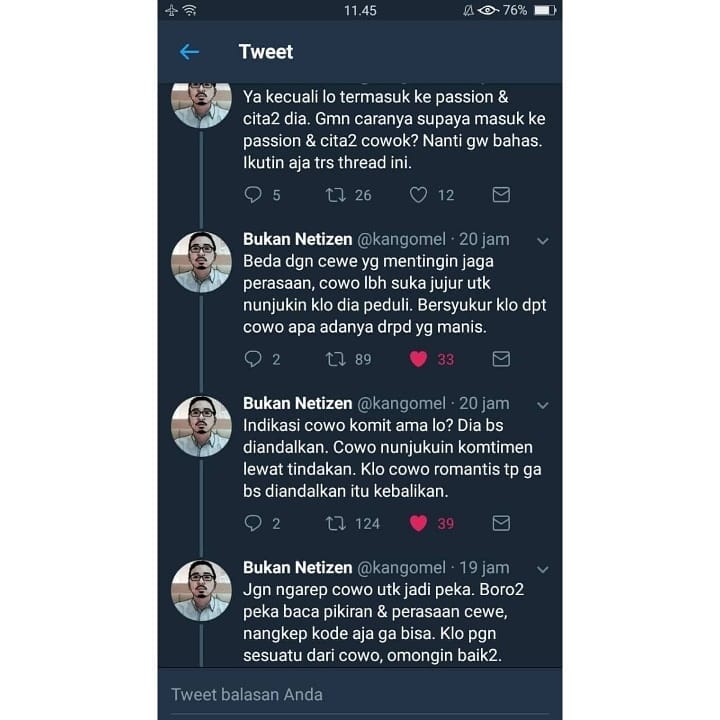 11.45
76%
Tweet
Ya kecuali lo termasuk ke passion &
cita2 dia. Gmn caranya supaya masuk ke
passion & cita2 cowok? Nanti gw bahas.
Ikutin aja trs thread ini.
5 26 12
Bukan Netizen @kangomel · 20 jam
Beda dgn cewe yg mentingin jaga
perasaan, cowo lbh suka jujur utk
nunjukin klo dia peduli. Bersyukur klo dpt
cowo apa adanya drpd yg manis.
2 89 33
Bukan Netizen @kangomel · 20 jam
Indikasi cowo komit ama lo? Dia bs
diandalkan. Cowo nunjukuin komtimen
lewat tindakan. Klo cowo romantis tp ga
bs diandalkan itu kebalikan.
2 124 39
Bukan Netizen @kangomel · 19 jam
Jgn ngarep cowo utk jadi peka. Boro2
peka baca pikiran & perasaan cewe,
nangkep kode aja ga bisa. Klo pgn
sesuatu dari cowo, omongin baik2.
Tweet balasan Anda